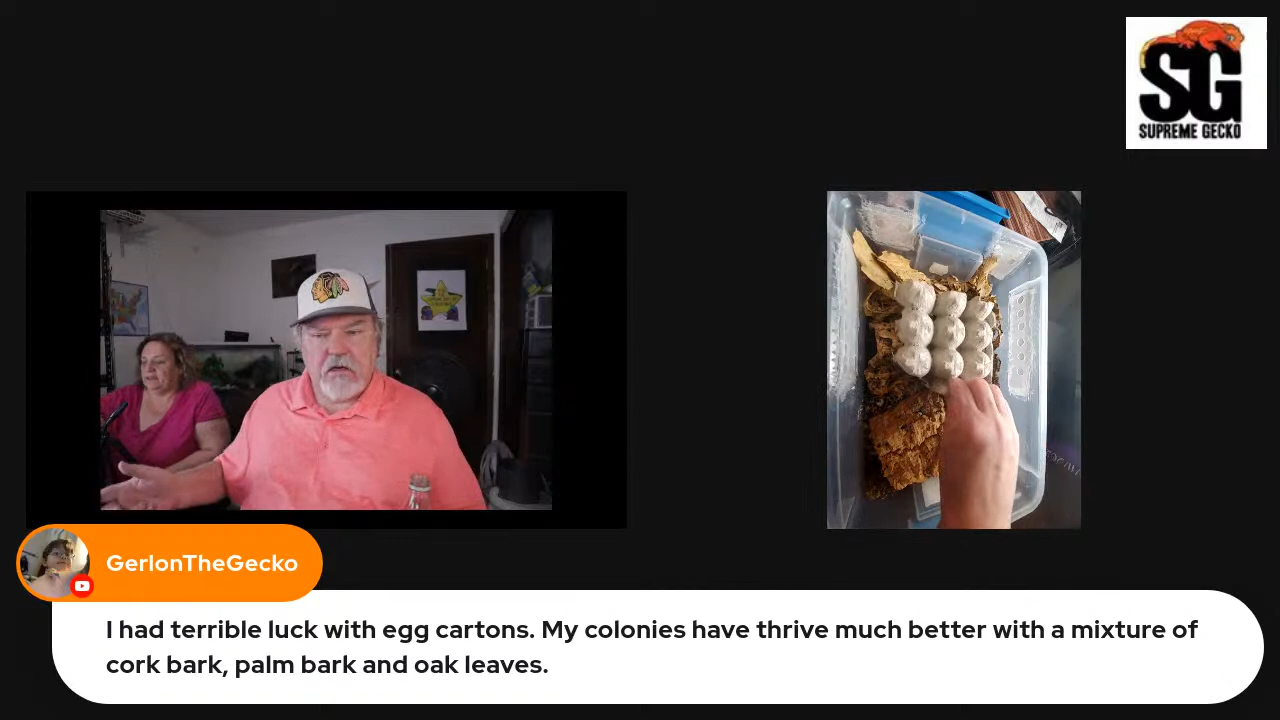 SG
SUPREME GECKO
GerIonTheGecko
I had terrible luck with egg cartons. My colonies have thrive much better with a mixture of
cork bark, palm bark and oak leaves.